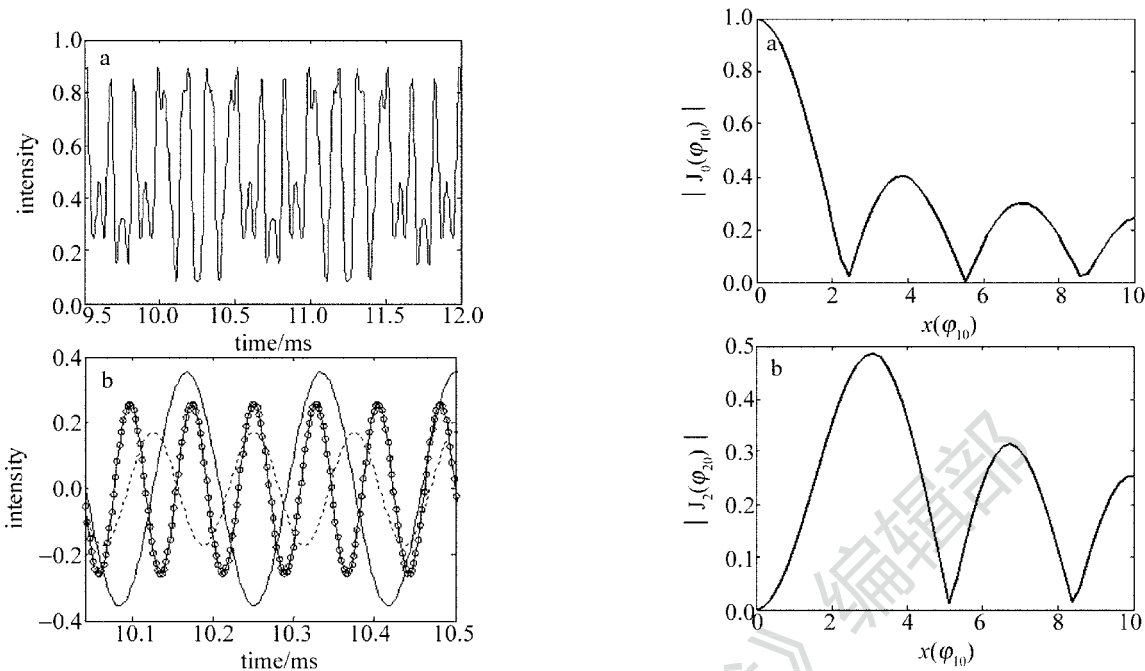 a
1.0
0.8
0.6
0.4
0.2
0.0
intensity
9.5 10.0 10.5 11.0 11.5 12.0
time/ms
b
0.4
0.2
0.0
−0.2
−0.4
intensity
10.1 10.2 10.3 10.4 10.5
time/ms
a
1.0
0.8
0.6
0.4
0.2
0.0
| J₀(φ₁₀) |
0 2 4 6 8 10
x(φ₁₀)
b
0.5
0.4
0.3
0.2
0.1
0.0
| J₂(φ₂₀) |
0 2 4 6 8 10
x(φ₁₀)
》编辑部